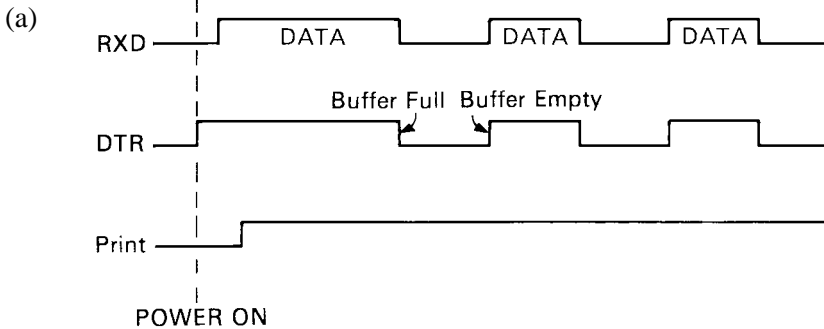 (a)
RXD DATA DATA DATA
Buffer Full Buffer Empty
DTR
Print
POWER ON